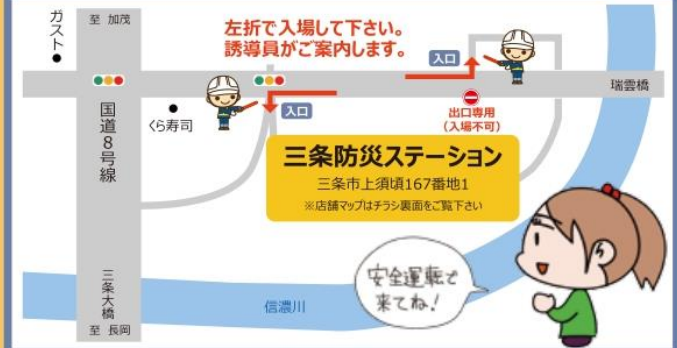 ガスト●
至 加茂
左折で入場して下さい。
誘導員がご案内します。
入口
瑞雲橋
国道8号線
くら寿司
入口
出口専用
(入場不可)
三条防災ステーション
三条市上須頃167番地1
※店舗マップはチラシ裏面をご覧下さい
安全運転で
来てね!
三条大橋
信濃川
至 長岡